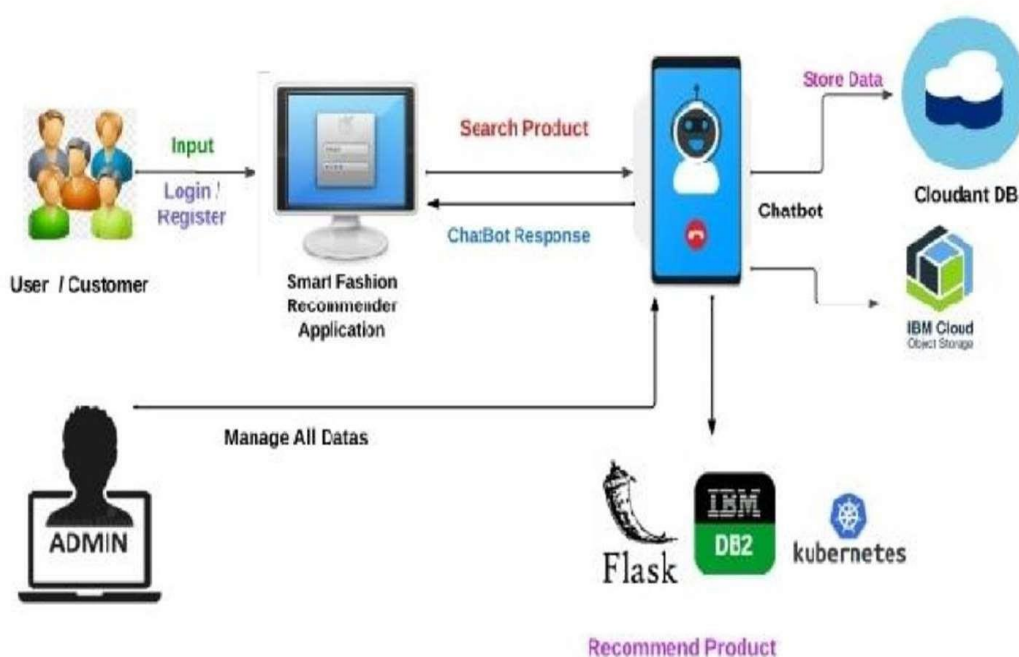 Input
Login /
Register
User / Customer
Smart Fashion
Recommender
Application
Search Product
ChatBot Response
Chatbot
Store Data
Cloudant DB
IBM Cloud
Object Storage
Manage All Datas
ADMIN
Flask
IBM
DB2
kubernetes
Recommend Product